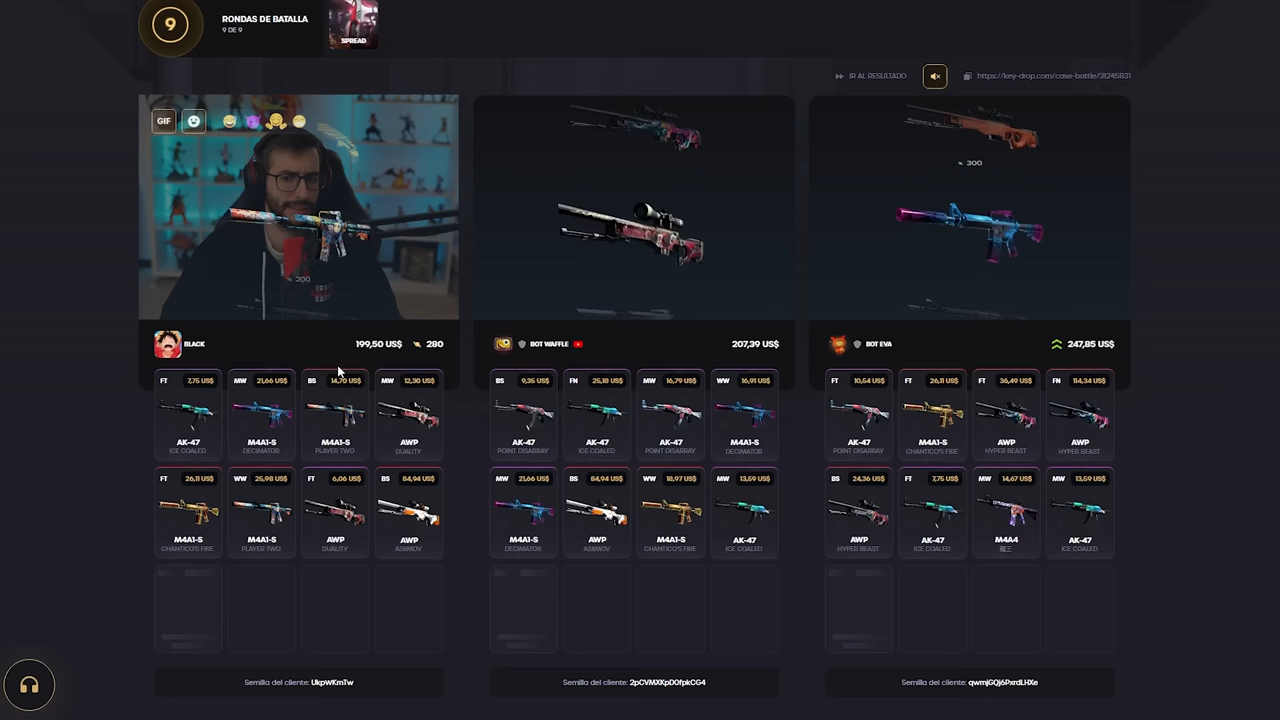 9
RONDAS DE BATALLA
9 DE 9
SPREAD
IR AL RESULTADO
https://key-drop.com/case-battle/31245831
GIF
200
300
BLACK
199,50 US$
280
BOT WAFFLE
207,39 US$
BOT EVA
247,85 US$
FT 7,75 US$
AK-47
ICE COALED
MW 21,66 US$
M4A1-S
DECIMATOR
BS 14,70 US$
M4A1-S
PLAYER TWO
MW 12,30 US$
AWP
DUALITY
FT 26,11 US$
M4A1-S
CHANTICO'S FIRE
WW 25,98 US$
M4A1-S
PLAYER TWO
FT 6,06 US$
AWP
DUALITY
BS 84,94 US$
AWP
ASIIMOV
BS 9,35 US$
AK-47
POINT DISARRAY
FN 25,18 US$
AK-47
ICE COALED
MW 16,79 US$
AK-47
POINT DISARRAY
WW 16,91 US$
M4A1-S
DECIMATOR
MW 21,66 US$
M4A1-S
DECIMATOR
BS 84,94 US$
AWP
ASIIMOV
WW 18,97 US$
M4A1-S
CHANTICO'S FIRE
MW 13,59 US$
AK-47
ICE COALED
FT 10,54 US$
AK-47
POINT DISARRAY
FT 26,11 US$
M4A1-S
CHANTICO'S FIRE
FT 36,49 US$
AWP
HYPER BEAST
FN 114,34 US$
AWP
HYPER BEAST
BS 24,36 US$
AWP
HYPER BEAST
FT 7,75 US$
AK-47
ICE COALED
MW 14,67 US$
M4A4
龍王
MW 13,59 US$
AK-47
ICE COALED
Semilla del cliente: UkpWKmTw
Semilla del cliente: 2pCVMXKpD0fpkCG4
Semilla del cliente: qwmjGQj6PxrdLHXe